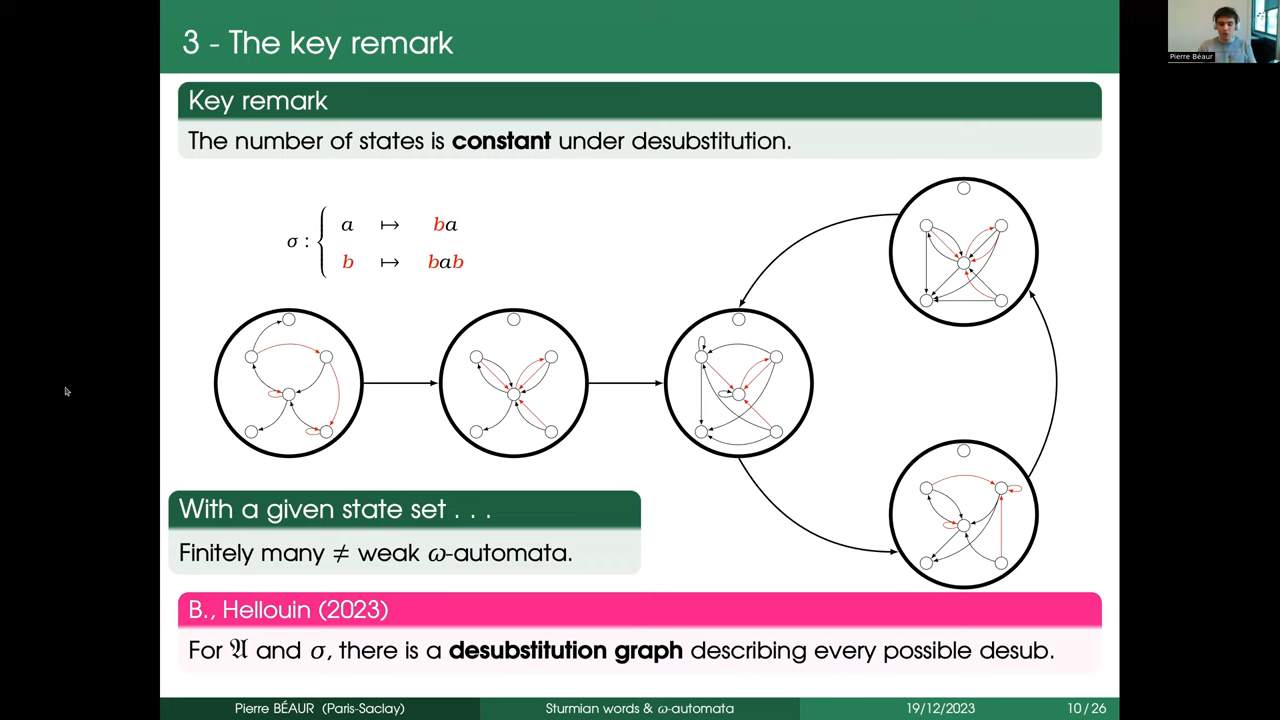 3 - The key remark
Pierre Béaur
Key remark
The number of states is constant under desubstitution.
σ : { a ↦ ba
b ↦ bab
With a given state set . . .
Finitely many ≠ weak ω-automata.
B., Hellouin (2023)
For 𝔄 and σ, there is a desubstitution graph describing every possible desub.
Pierre BÉAUR (Paris-Saclay) Sturmian words & ω-automata 19/12/2023 10 / 26